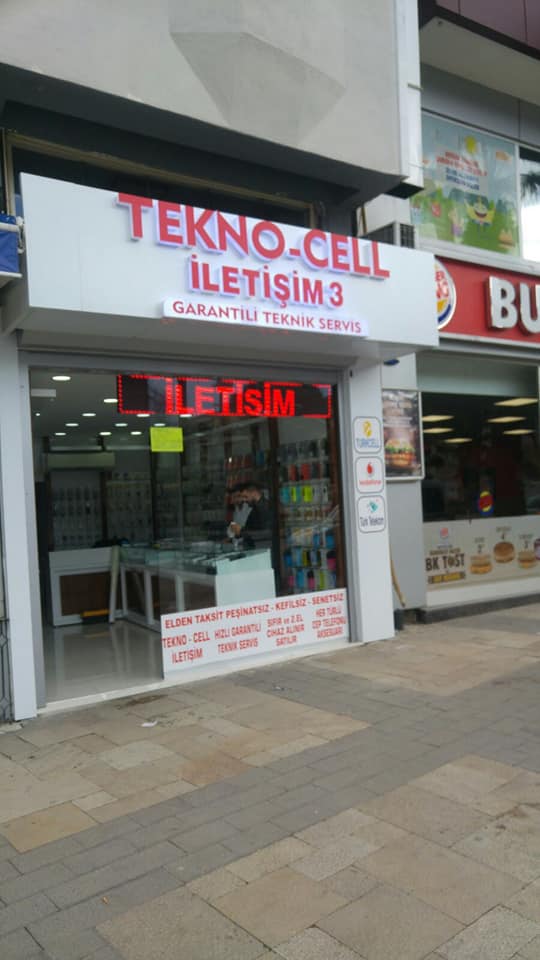 TEKNO-CELL
İLETİŞİM 3
GARANTİLİ TEKNİK SERVİS
İLETİSİM
TURKCELL
Vodafone
Türk Telekom
ELDEN TAKSİT PEŞİNATSIZ - KEFİLSİZ - SENETSİZ
TEKNO - CELL
İLETİŞİM
HIZLI GARANTİLİ
TEKNİK SERVİS
SIFIR ve 2.EL
CİHAZ ALINIR
SATILIR
HER TÜRLÜ
CEP TELEFONU
AKSESUARI
BU
BK TOST